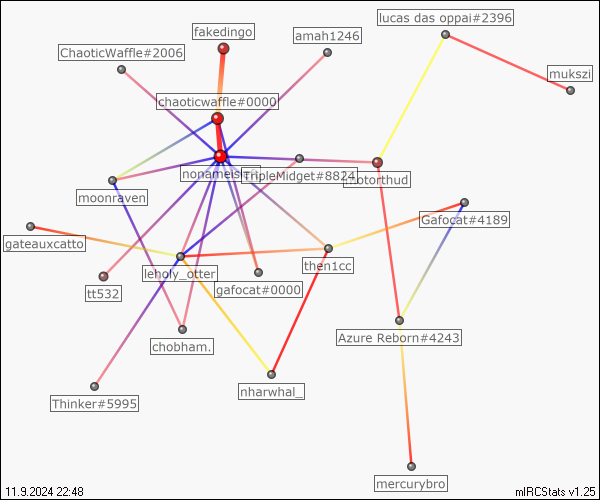 lucas das oppai#2396
fakedingo
amah1246
ChaoticWaffle#2006
mukszi
chaoticwaffle#0000
TripleMidget#8824
motorthud
moonraven
Gafocat#4189
gateauxcatto
then1cc
leholy_otter
gafocat#0000
tt532
Azure Reborn#4243
chobham.
nharwhal_
Thinker#5995
mercurybro
11.9.2024 22:48
mIRCStats v1.25